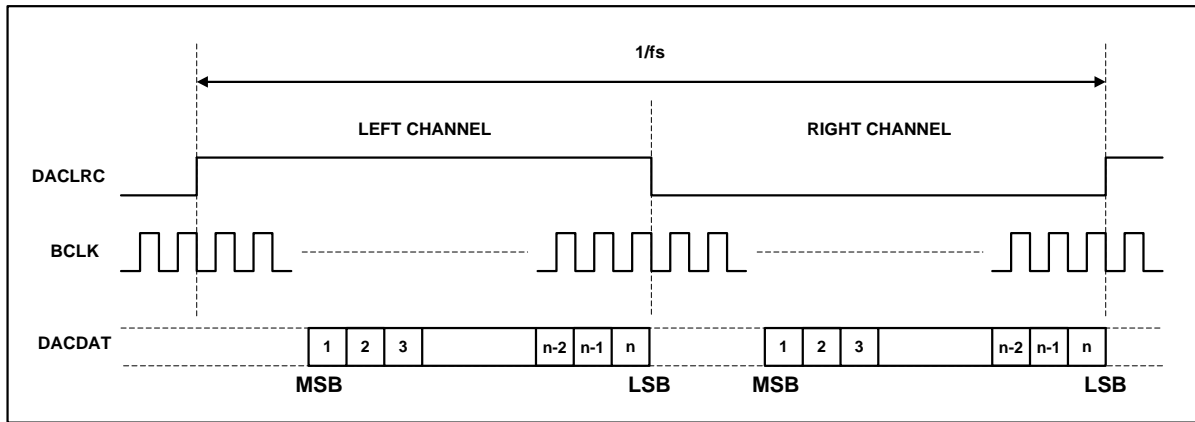 1/fs
LEFT CHANNEL RIGHT CHANNEL
DACLRC
BCLK
DACDAT 1 2 3 n-2 n-1 n 1 2 3 n-2 n-1 n
MSB LSB MSB LSB